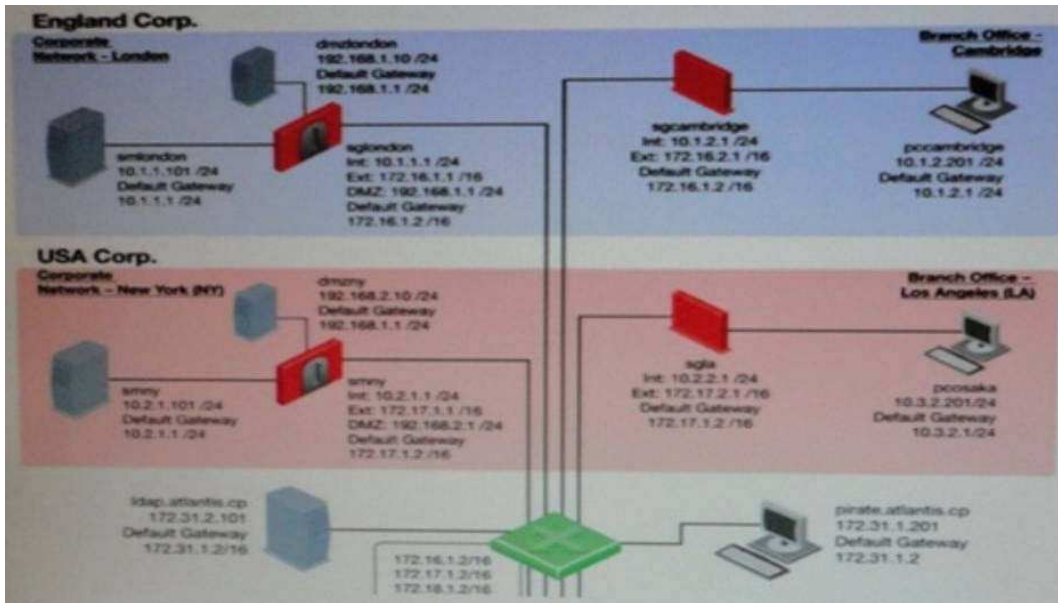 England Corp.
Corporate
Network - London
dmzlondon
192.168.1.10 /24
Default Gateway
192.168.1.1 /24
smlondon
10.1.1.101 /24
Default Gateway
10.1.1.1 /24
sglondon
Int: 10.1.1.1 /24
Ext: 172.16.1.1 /16
DMZ: 192.168.1.1 /24
Default Gateway
172.16.1.2 /16
sgcambridge
Int: 10.1.2.1 /24
Ext: 172.16.2.1 /16
Default Gateway
172.16.1.2 /16
Branch Office -
Cambridge
pccambridge
10.1.2.201 /24
Default Gateway
10.1.2.1 /24
USA Corp.
Corporate
Network - New York (NY)
dmzny
192.168.2.10 /24
Default Gateway
192.168.1.1 /24
smny
10.2.1.101 /24
Default Gateway
10.2.1.1 /24
smny
Int: 10.2.1.1 /24
Ext: 172.17.1.1 /16
DMZ: 192.168.2.1 /24
Default Gateway
172.17.1.2 /16
sgla
Int: 10.2.2.1 /24
Ext: 172.17.2.1 /16
Default Gateway
172.17.1.2 /16
Branch Office -
Los Angeles (LA)
pcosaka
10.3.2.201/24
Default Gateway
10.3.2.1/24
ldap.atlantis.cp
172.31.2.101
Default Gateway
172.31.1.2/16
172.16.1.2/16
172.17.1.2/16
172.18.1.2/16
pirate.atlantis.cp
172.31.1.201
Default Gateway
172.31.1.2